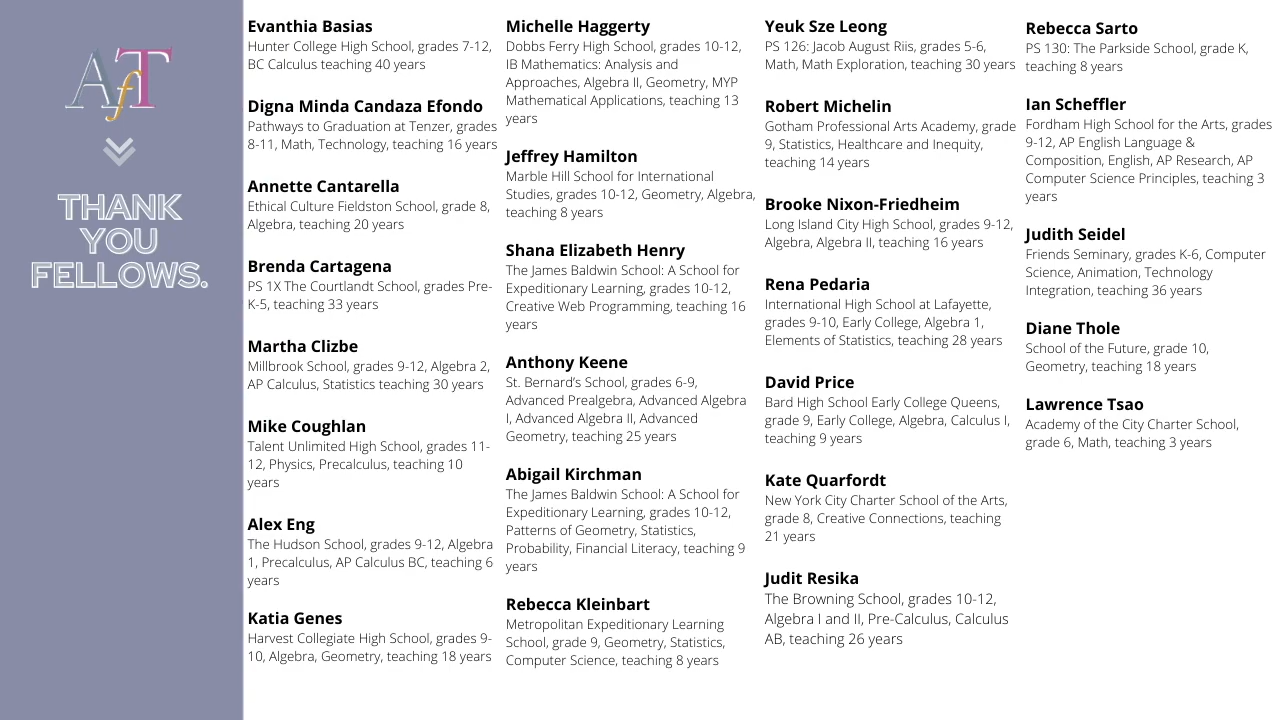 AfT
THANK
YOU
FELLOWS.
Evanthia Basias
Hunter College High School, grades 7-12,
BC Calculus teaching 40 years
Digna Minda Candaza Efondo
Pathways to Graduation at Tenzer, grades
8-11, Math, Technology, teaching 16 years
Annette Cantarella
Ethical Culture Fieldston School, grade 8,
Algebra, teaching 20 years
Brenda Cartagena
PS 1X The Courtlandt School, grades Pre-
K-5, teaching 33 years
Martha Clizbe
Millbrook School, grades 9-12, Algebra 2,
AP Calculus, Statistics teaching 30 years
Mike Coughlan
Talent Unlimited High School, grades 11-
12, Physics, Precalculus, teaching 10
years
Alex Eng
The Hudson School, grades 9-12, Algebra
1, Precalculus, AP Calculus BC, teaching 6
years
Katia Genes
Harvest Collegiate High School, grades 9-
10, Algebra, Geometry, teaching 18 years
Michelle Haggerty
Dobbs Ferry High School, grades 10-12,
IB Mathematics: Analysis and
Approaches, Algebra II, Geometry, MYP
Mathematical Applications, teaching 13
years
Jeffrey Hamilton
Marble Hill School for International
Studies, grades 10-12, Geometry, Algebra,
teaching 8 years
Shana Elizabeth Henry
The James Baldwin School: A School for
Expeditionary Learning, grades 10-12,
Creative Web Programming, teaching 16
years
Anthony Keene
St. Bernard’s School, grades 6-9,
Advanced Prealgebra, Advanced Algebra
I, Advanced Algebra II, Advanced
Geometry, teaching 25 years
Abigail Kirchman
The James Baldwin School: A School for
Expeditionary Learning, grades 10-12,
Patterns of Geometry, Statistics,
Probability, Financial Literacy, teaching 9
years
Rebecca Kleinbart
Metropolitan Expeditionary Learning
School, grade 9, Geometry, Statistics,
Computer Science, teaching 8 years
Yeuk Sze Leong
PS 126: Jacob August Riis, grades 5-6,
Math, Math Exploration, teaching 30 years
Robert Michelin
Gotham Professional Arts Academy, grade
9, Statistics, Healthcare and Inequity,
teaching 14 years
Brooke Nixon-Friedheim
Long Island City High School, grades 9-12,
Algebra, Algebra II, teaching 16 years
Rena Pedaria
International High School at Lafayette,
grades 9-10, Early College, Algebra 1,
Elements of Statistics, teaching 28 years
David Price
Bard High School Early College Queens,
grade 9, Early College, Algebra, Calculus I,
teaching 9 years
Kate Quarfordt
New York City Charter School of the Arts,
grade 8, Creative Connections, teaching
21 years
Judit Resika
The Browning School, grades 10-12,
Algebra I and II, Pre-Calculus, Calculus
AB, teaching 26 years
Rebecca Sarto
PS 130: The Parkside School, grade K,
teaching 8 years
Ian Scheffler
Fordham High School for the Arts, grades
9-12, AP English Language &
Composition, English, AP Research, AP
Computer Science Principles, teaching 3
years
Judith Seidel
Friends Seminary, grades K-6, Computer
Science, Animation, Technology
Integration, teaching 36 years
Diane Thole
School of the Future, grade 10,
Geometry, teaching 18 years
Lawrence Tsao
Academy of the City Charter School,
grade 6, Math, teaching 3 years